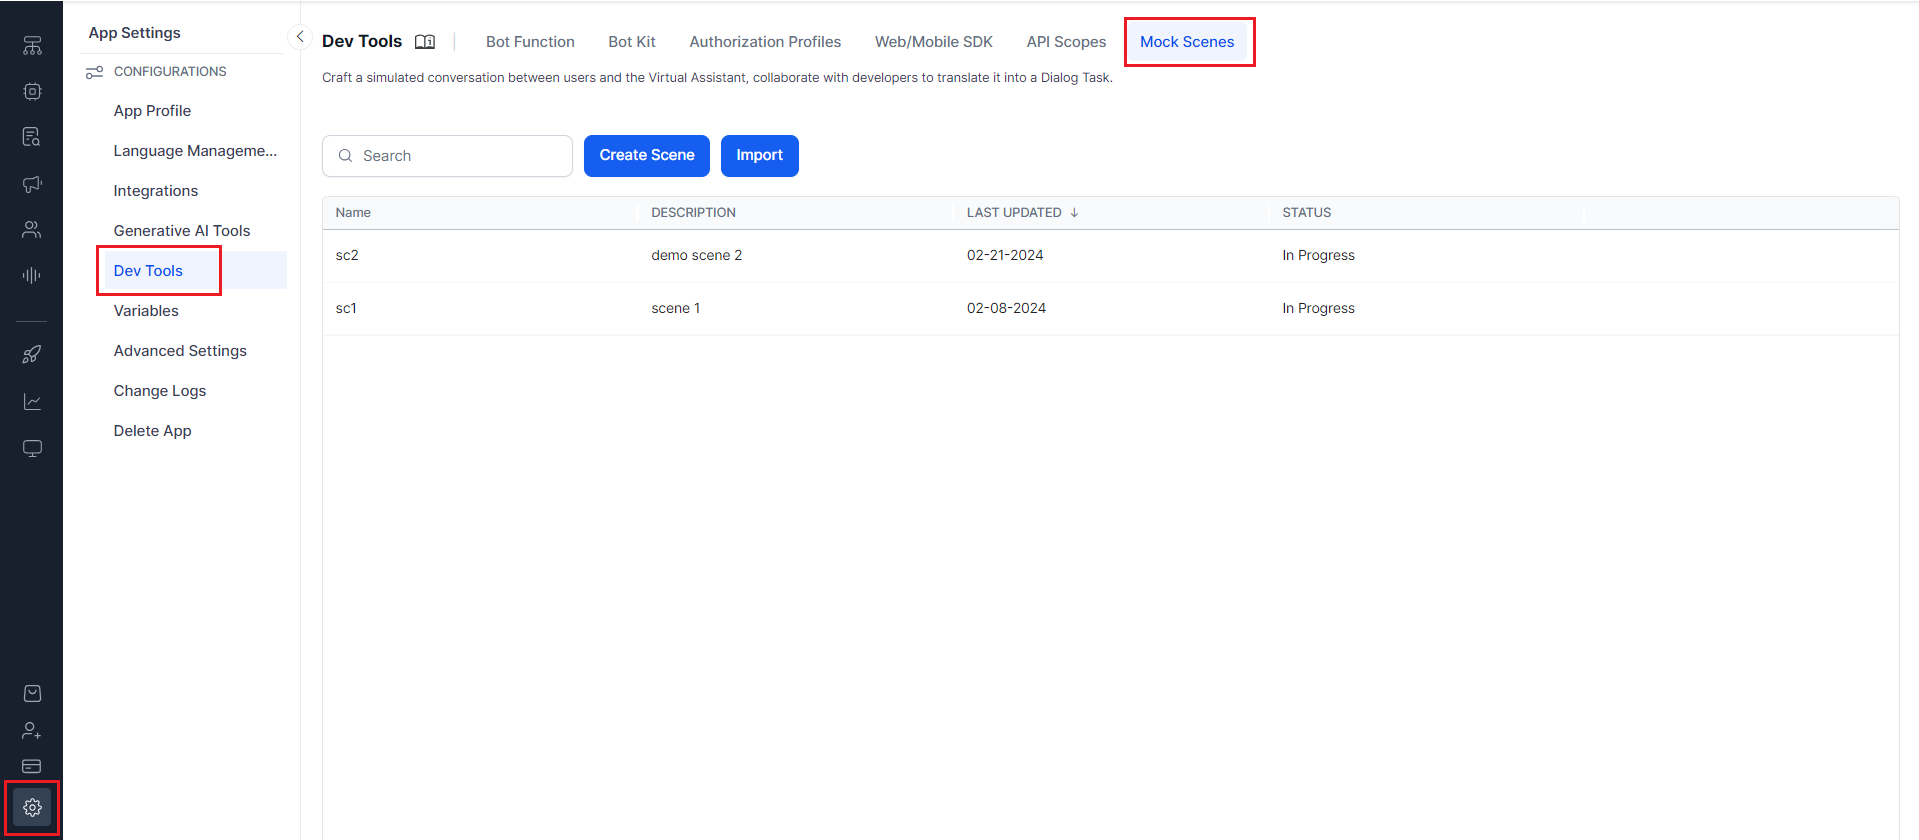 App Settings
CONFIGURATIONS
App Profile
Language Manageme...
Integrations
Generative AI Tools
Dev Tools
Variables
Advanced Settings
Change Logs
Delete App
Dev Tools Bot Function Bot Kit Authorization Profiles Web/Mobile SDK API Scopes Mock Scenes
Craft a simulated conversation between users and the Virtual Assistant, collaborate with developers to translate it into a Dialog Task.
Search Create Scene Import
Name DESCRIPTION LAST UPDATED STATUS
sc2 demo scene 2 02-21-2024 In Progress
sc1 scene 1 02-08-2024 In Progress